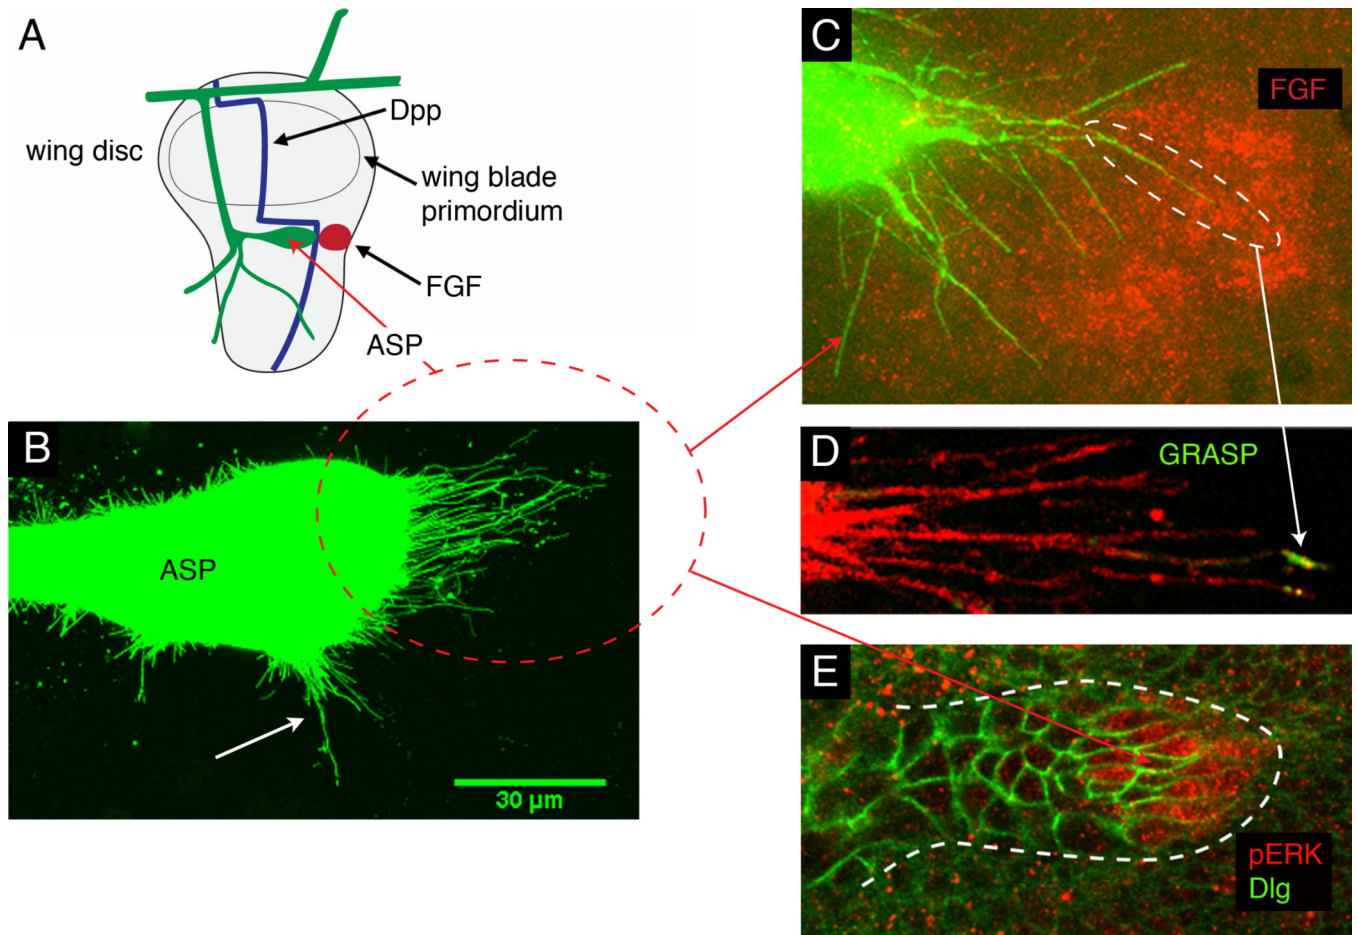 A
wing disc
Dpp
wing blade
primordium
FGF
ASP
B
ASP
30 µm
C
FGF
D
GRASP
E
pERK
Dlg